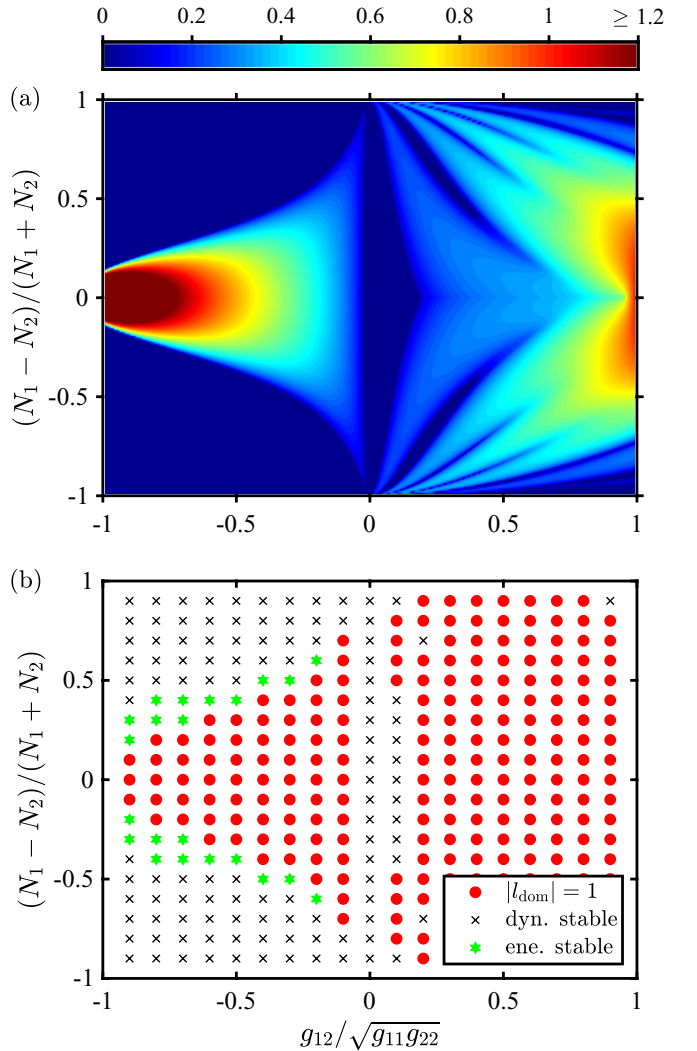 0 0.2 0.4 0.6 0.8 1 ≥ 1.2
(a)
(N₁ − N₂)/(N₁ + N₂)
1
0.5
0
-0.5
-1
-1 -0.5 0 0.5 1
(b)
(N₁ − N₂)/(N₁ + N₂)
1
0.5
0
-0.5
-1
|l_dom| = 1
dyn. stable
ene. stable
-1 -0.5 0 0.5 1
g₁₂/√g₁₁g₂₂